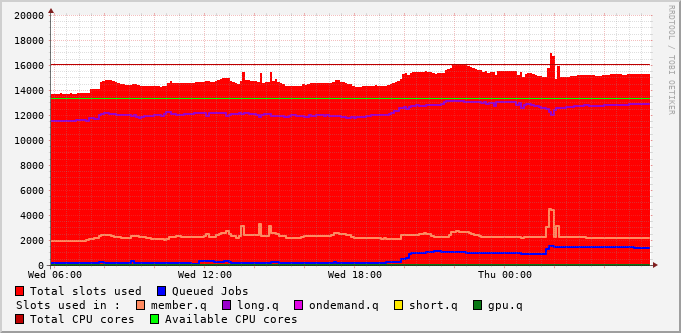 RRDTOOL / TOBI OETIKER
20000
18000
16000
14000
12000
10000
8000
6000
4000
2000
0
Wed 06:00 Wed 12:00 Wed 18:00 Thu 00:00
Total slots used Queued Jobs
Slots used in : member.q long.q ondemand.q short.q gpu.q
Total CPU cores Available CPU cores